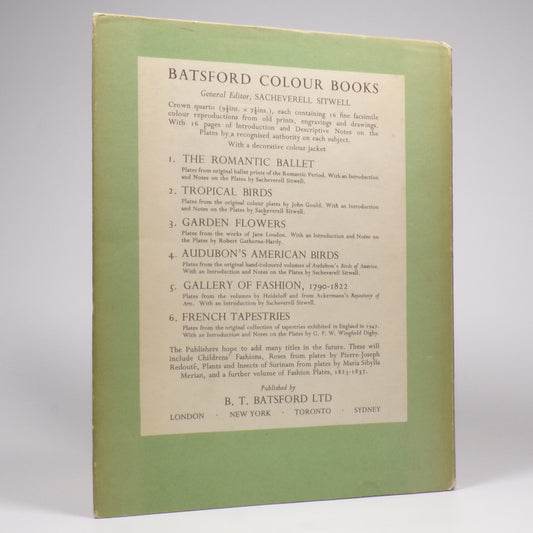 BATSFORD COLOUR BOOKS
General Editor, SACHEVERELL SITWELL
Crown quarto (9¾ins. × 7¼ins.), each containing 16 fine facsimile
colour reproductions from old prints, engravings and drawings.
With 16 pages of Introduction and Descriptive Notes on the
Plates by a recognised authority on each subject.
With a decorative colour jacket
1. THE ROMANTIC BALLET
Plates from original ballet prints of the Romantic Period. With an Introduction
and Notes on the Plates by Sacheverell Sitwell.
2. TROPICAL BIRDS
Plates from the original colour plates by John Gould. With an Introduction
and Notes on the Plates by Sacheverell Sitwell.
3. GARDEN FLOWERS
Plates from the works of Jane Loudon. With an Introduction and Notes on
the Plates by Robert Gathorne-Hardy.
4. AUDUBON'S AMERICAN BIRDS
Plates from the original hand-coloured volumes of Audubon's Birds of America.
With an Introduction and Notes on the Plates by Sacheverell Sitwell.
5. GALLERY OF FASHION, 1790-1822
Plates from the volumes by Heideloff and from Ackermann's Repository of
Arts. With an Introduction by Sacheverell Sitwell.
6. FRENCH TAPESTRIES
Plates from the original collection of tapestries exhibited in England in 1947.
With an Introduction and Notes on the Plates by G. F. Wingfield Digby.
The Publishers hope to add many titles in the future. These will
include Childrens' Fashions, Roses from plates by Pierre-Joseph
Redouté, Plants and Insects of Surinam from plates by Maria Sibylla
Merian, and a further volume of Fashion Plates, 1823-1837.
Published by
B. T. BATSFORD LTD
LONDON · NEW YORK · TORONTO · SYDNEY